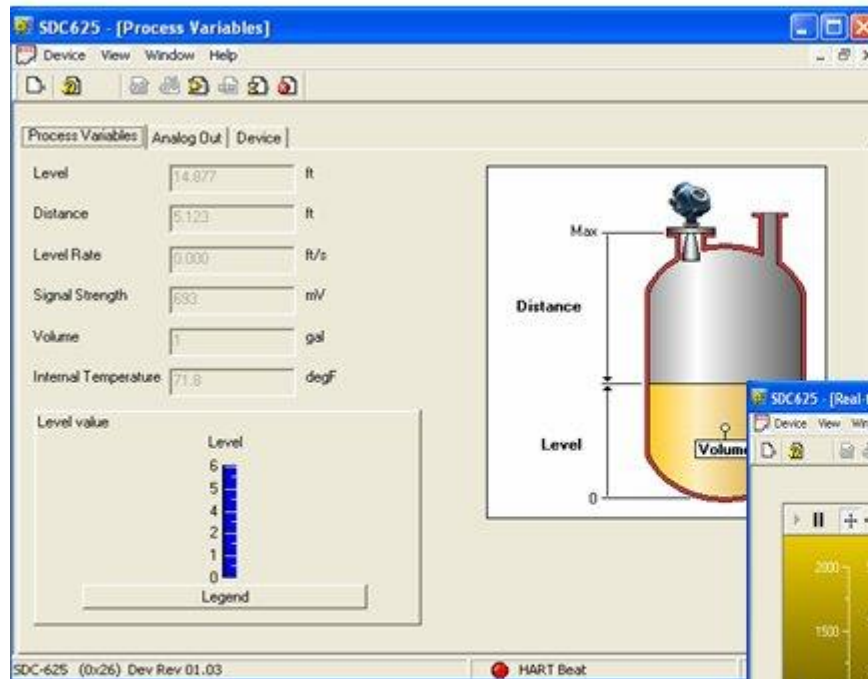 SDC625 - [Process Variables]
Device View Window Help
Process Variables Analog Out Device
Level 14.877 ft
Distance 5.123 ft
Level Rate 0.000 ft/s
Signal Strength 693 mV
Volume 1 gal
Internal Temperature 71.8 degF
Level value
Level
6
5
4
2
1
0
Legend
Max
Distance
Level
Volume
0
SDC625 - [Real-t
Device View Win
2000
1500
SDC-625 (0x26) Dev Rev 01.03
HART Beat